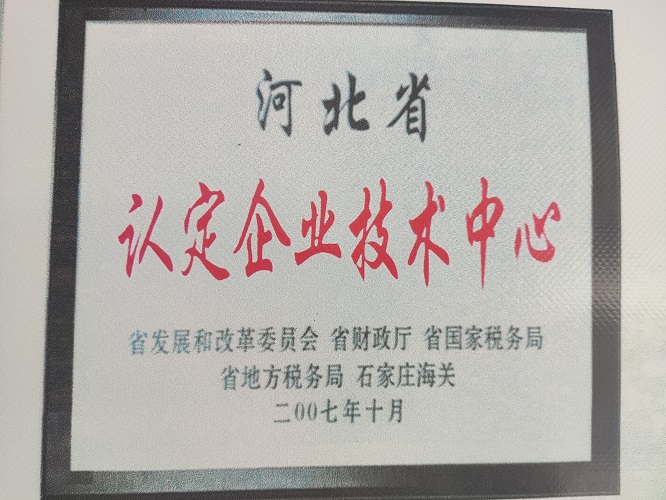 河北省
认定企业技术中心
省发展和改革委员会 省财政厅 省国家税务局
省地方税务局 石家庄海关
二〇〇七年十月